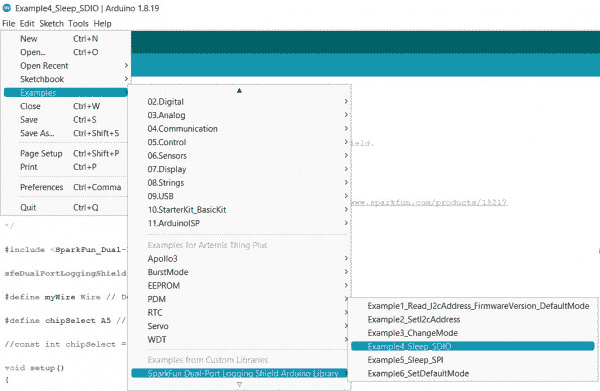 Example4_Sleep_SDIO | Arduino 1.8.19
File Edit Sketch Tools Help
New Ctrl+N
Open... Ctrl+O
Open Recent
Sketchbook
Examples
Close Ctrl+W
Save Ctrl+S
Save As... Ctrl+Shift+S
Page Setup Ctrl+Shift+P
Print Ctrl+P
Preferences Ctrl+Comma
Quit Ctrl+Q
02.Digital
03.Analog
04.Communication
05.Control
06.Sensors
07.Display
08.Strings
09.USB
10.StarterKit_BasicKit
11.ArduinoISP
Examples for Artemis Thing Plus
Apollo3
BurstMode
EEPROM
PDM
RTC
Servo
WDT
Examples from Custom Libraries
SparkFun Dual-Port Logging Shield Arduino Library
Example1_Read_I2cAddress_FirmwareVersion_DefaultMode
Example2_SetI2cAddress
Example3_ChangeMode
Example4_Sleep_SDIO
Example5_Sleep_SPI
Example6_SetDefaultMode
ield.
www.sparkfun.com/products/18217
*/
#include <SparkFun_Dual-
sfeDualPortLoggingShield
#define myWire Wire // De
#define chipSelect A5 //
//const int chipSelect =
void setup()
{